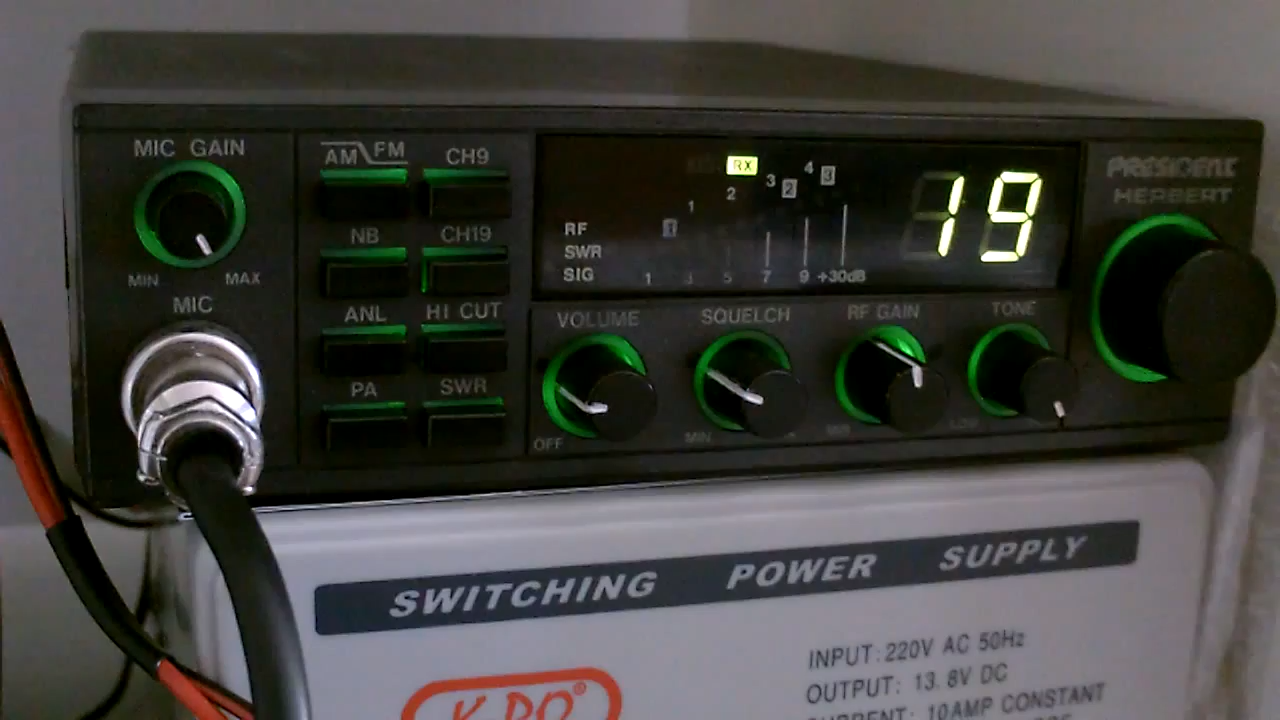 MIC GAIN
MIN MAX
MIC
AM FM CH9
NB CH19
ANL HI CUT
PA SWR
RX
1 2 3 4
1 2 3
RF
SWR
SIG 1 3 5 7 9 +30dB
19
PRESIDENT
HERBERT
VOLUME SQUELCH RF GAIN TONE
OFF MIN LOW
SWITCHING POWER SUPPLY
K.PO®
INPUT: 220V AC 50Hz
OUTPUT: 13.8V DC
CURRENT: 10AMP CONSTANT